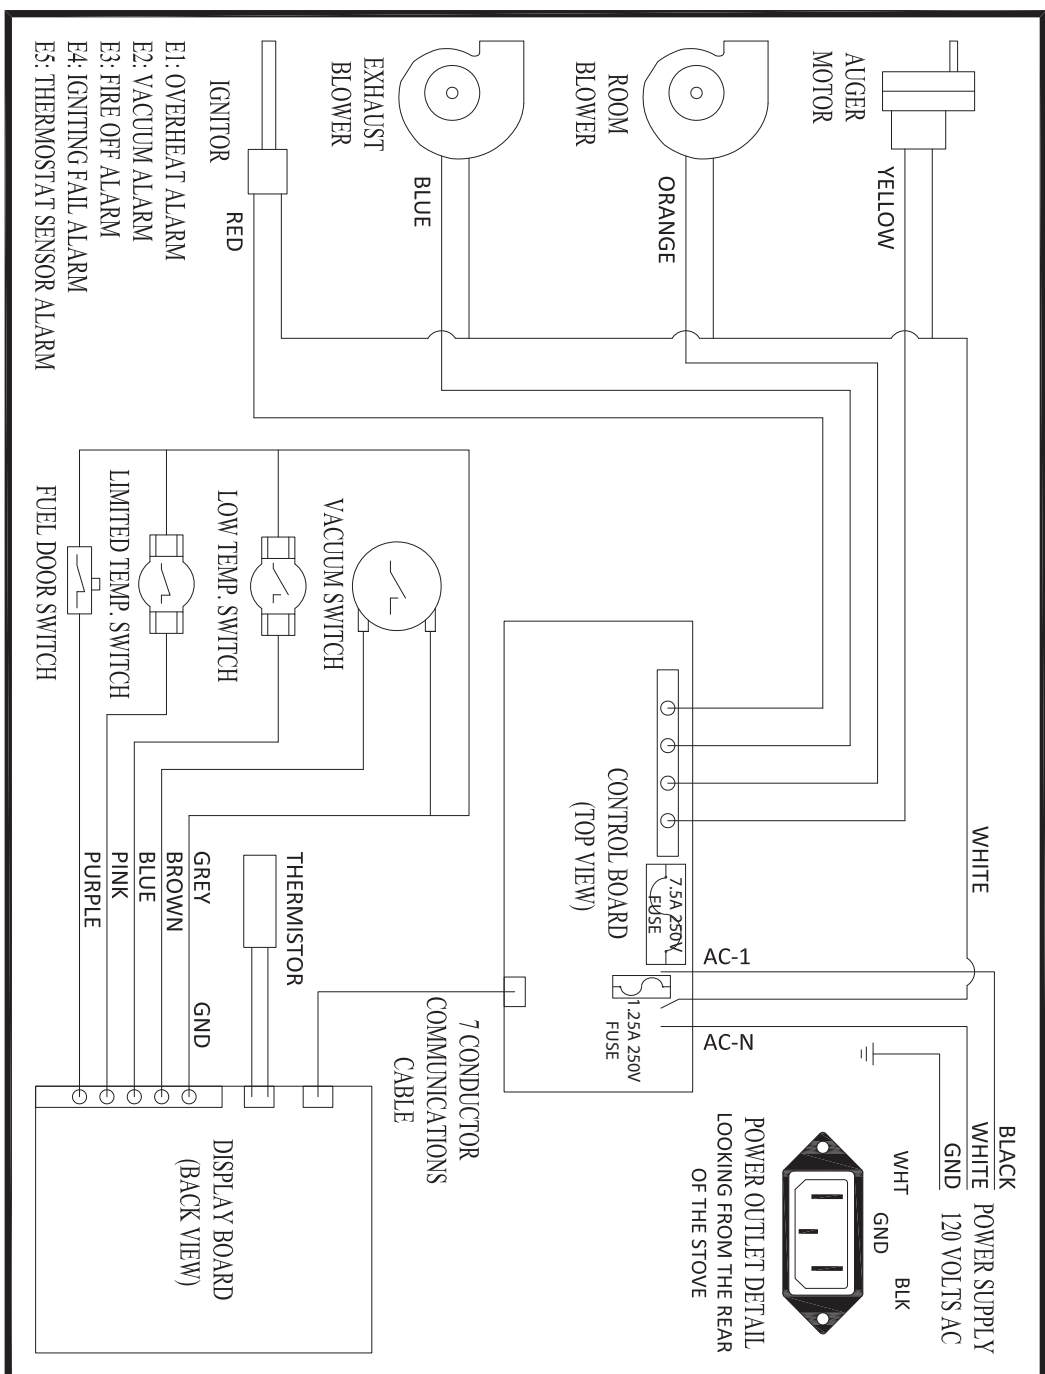 AUGER
MOTOR
YELLOW
ROOM
BLOWER
ORANGE
EXHAUST
BLOWER
BLUE
IGNITOR
RED
E1: OVERHEAT ALARM
E2: VACUUM ALARM
E3: FIRE OFF ALARM
E4: IGNITING FAIL ALARM
E5: THERMOSTAT SENSOR ALARM
WHITE
VACUUM SWITCH
LOW TEMP. SWITCH
LIMITED TEMP. SWITCH
FUEL DOOR SWITCH
CONTROL BOARD
(TOP VIEW)
7.5A 250V
FUSE
AC-1
1.25A 250V
FUSE
AC-N
BLACK
WHITE
GND
POWER SUPPLY
120 VOLTS AC
WHT
GND
BLK
POWER OUTLET DETAIL
LOOKING FROM THE REAR
OF THE STOVE
7 CONDUCTOR
COMMUNICATIONS
CABLE
THERMISTOR
GREY
GND
BROWN
BLUE
PINK
PURPLE
DISPLAY BOARD
(BACK VIEW)